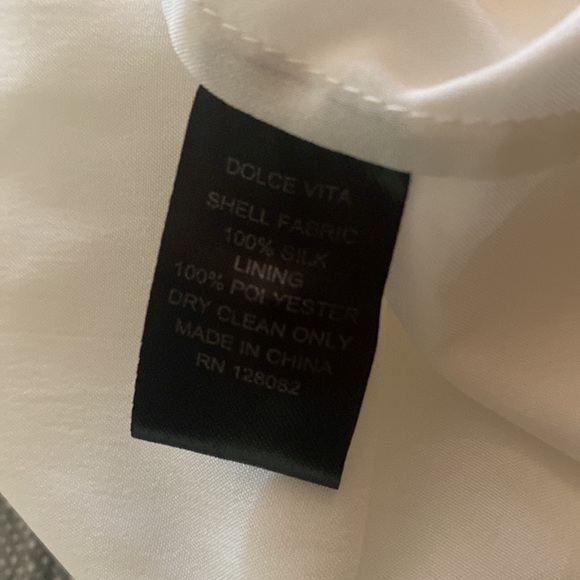 DOLCE VITA
SHELL FABRIC
100% SILK
LINING
100% POLYESTER
DRY CLEAN ONLY
MADE IN CHINA
RN 128082